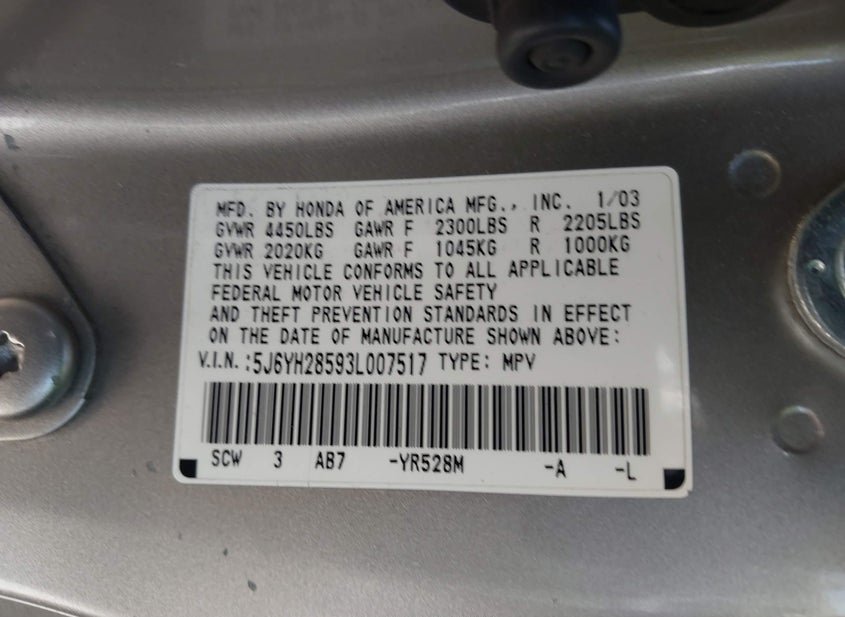 MFD. BY HONDA OF AMERICA MFG., INC. 1/03
GVWR 4450LBS GAWR F 2300LBS R 2205LBS
GVWR 2020KG GAWR F 1045KG R 1000KG
THIS VEHICLE CONFORMS TO ALL APPLICABLE
FEDERAL MOTOR VEHICLE SAFETY
AND THEFT PREVENTION STANDARDS IN EFFECT
ON THE DATE OF MANUFACTURE SHOWN ABOVE:
V.I.N.:5J6YH28593L007517 TYPE: MPV
SCW 3 AB7 -YR528M -A -L